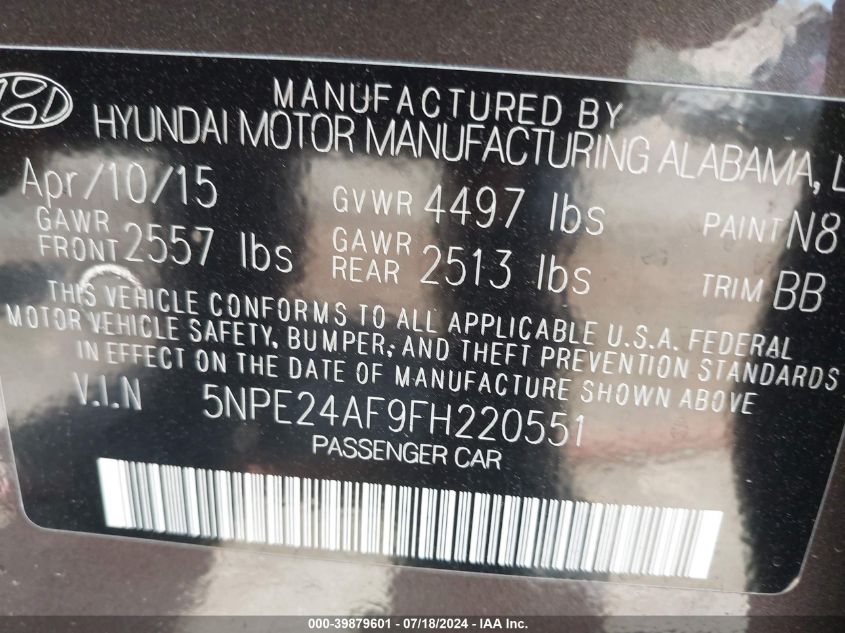 MANUFACTURED BY
HYUNDAI MOTOR MANUFACTURING ALABAMA, L
Apr/10/15 GVWR 4497 lbs PAINT N8
GAWR FRONT 2557 lbs GAWR REAR 2513 lbs TRIM BB
THIS VEHICLE CONFORMS TO ALL APPLICABLE U.S.A. FEDERAL
MOTOR VEHICLE SAFETY, BUMPER, AND THEFT PREVENTION STANDARDS
IN EFFECT ON THE DATE OF MANUFACTURE SHOWN ABOVE
V.I.N 5NPE24AF9FH220551
PASSENGER CAR
000-39879601 - 07/18/2024 - IAA Inc.